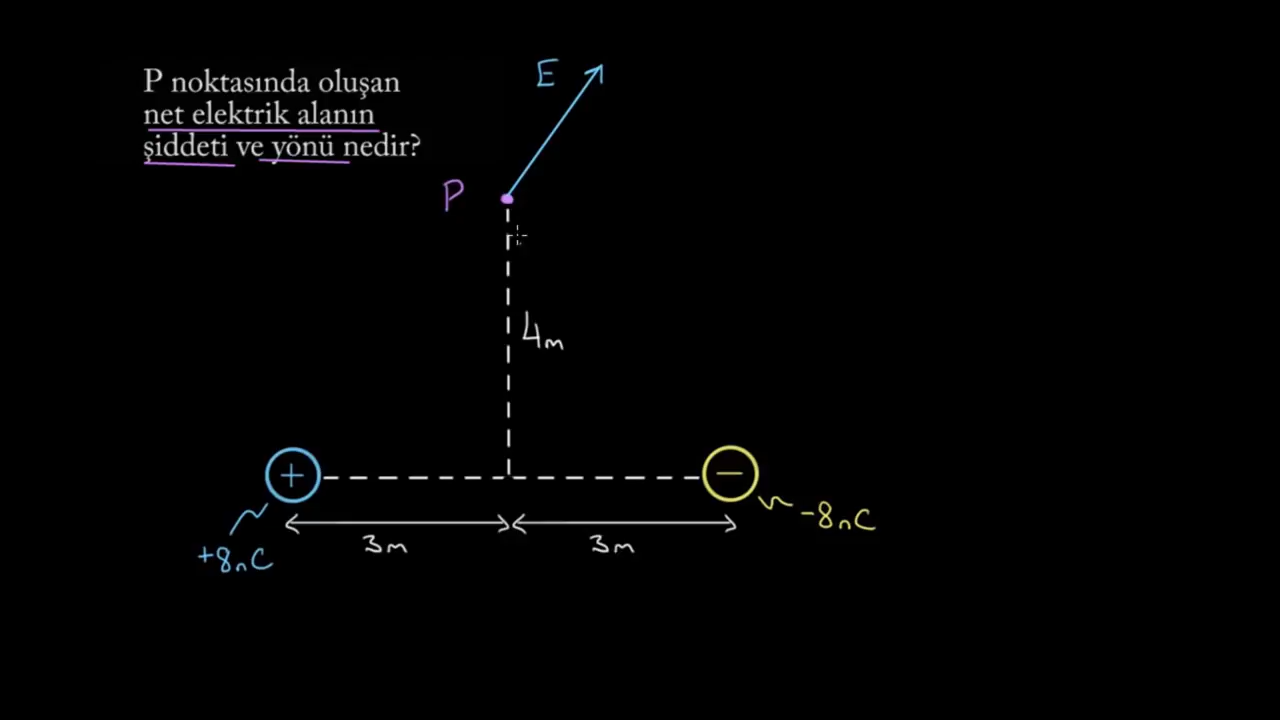 P noktasında oluşan
net elektrik alanın
şiddeti ve yönü nedir?
E
P
4m
+
−
-8nC
3m
3m
+8nC